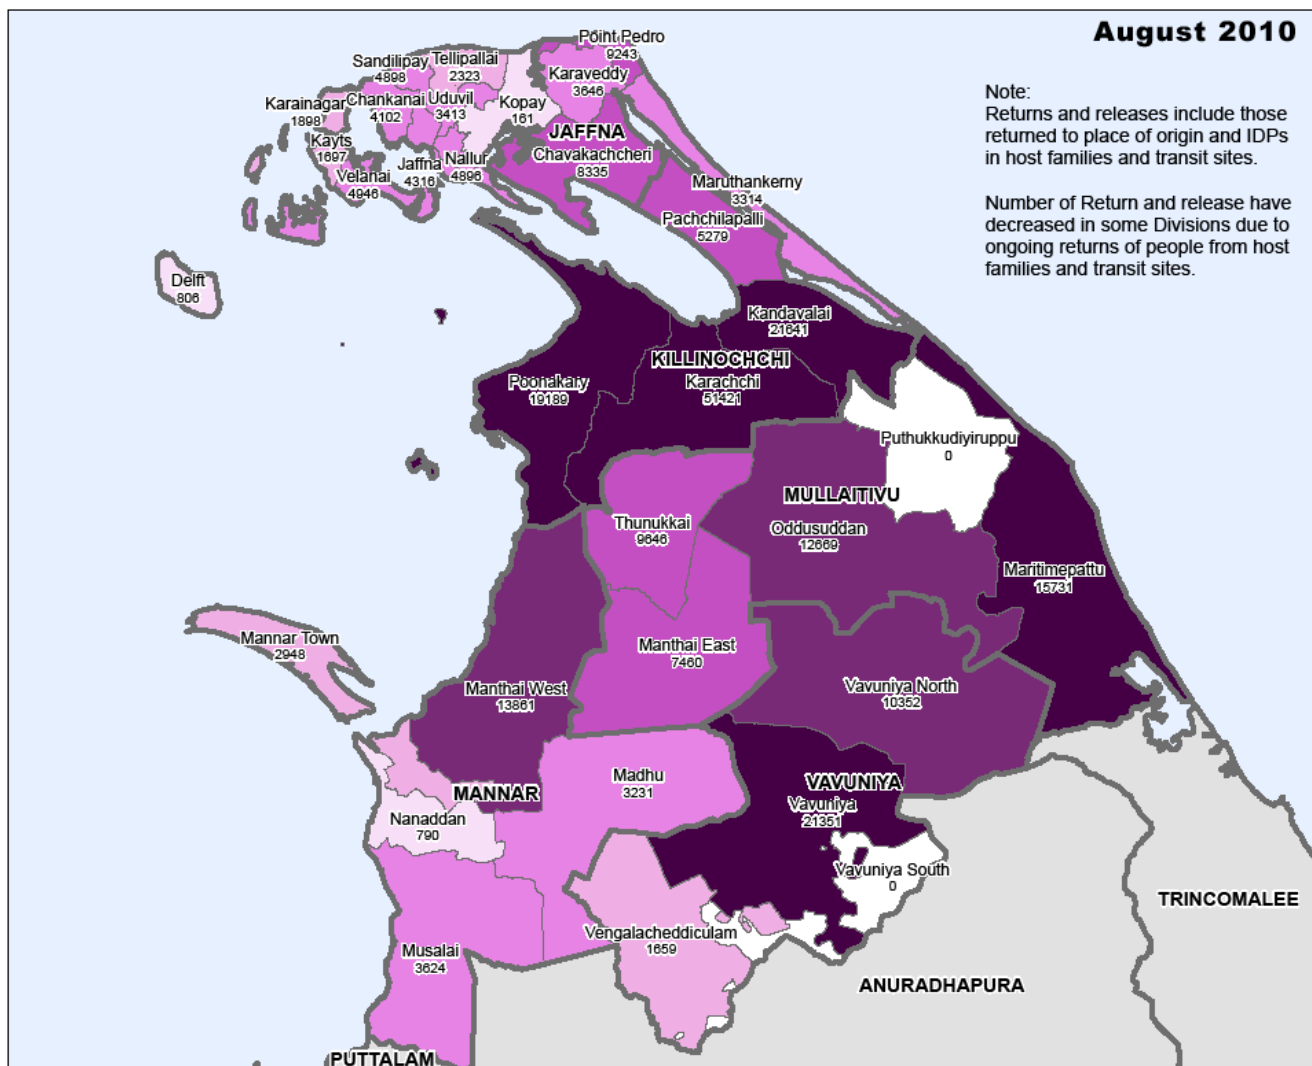 August 2010
Note:
Returns and releases include those
returned to place of origin and IDPs
in host families and transit sites.
Number of Return and release have
decreased in some Divisions due to
ongoing returns of people from host
families and transit sites.
Point Pedro
9243
Sandilipay
4898
Tellipallai
2323
Karaveddy
3646
Karainagar
1898
Chankanai
4102
Uduvil
3413
Kopay
161
JAFFNA
Kayts
1697
Velanai
4946
Jaffna
4316
Nallur
4896
Chavakachcheri
8335
Maruthankerny
3314
Pachchilapalli
5279
Delft
806
Kandavalai
21641
KILLINOCHCHI
Poonakary
19189
Karachchi
51421
Puthukkudiyiruppu
0
MULLAITIVU
Thunukkai
9646
Oddusuddan
12669
Maritimepattu
15731
Mannar Town
2948
Manthai East
7460
Manthai West
13861
Vavuniya North
10352
Madhu
3231
MANNAR
VAVUNIYA
Vavuniya
21351
Nanaddan
790
Vavuniya South
0
TRINCOMALEE
Vengalacheddiculam
1659
Musalai
3624
ANURADHAPURA
PUTTALAM